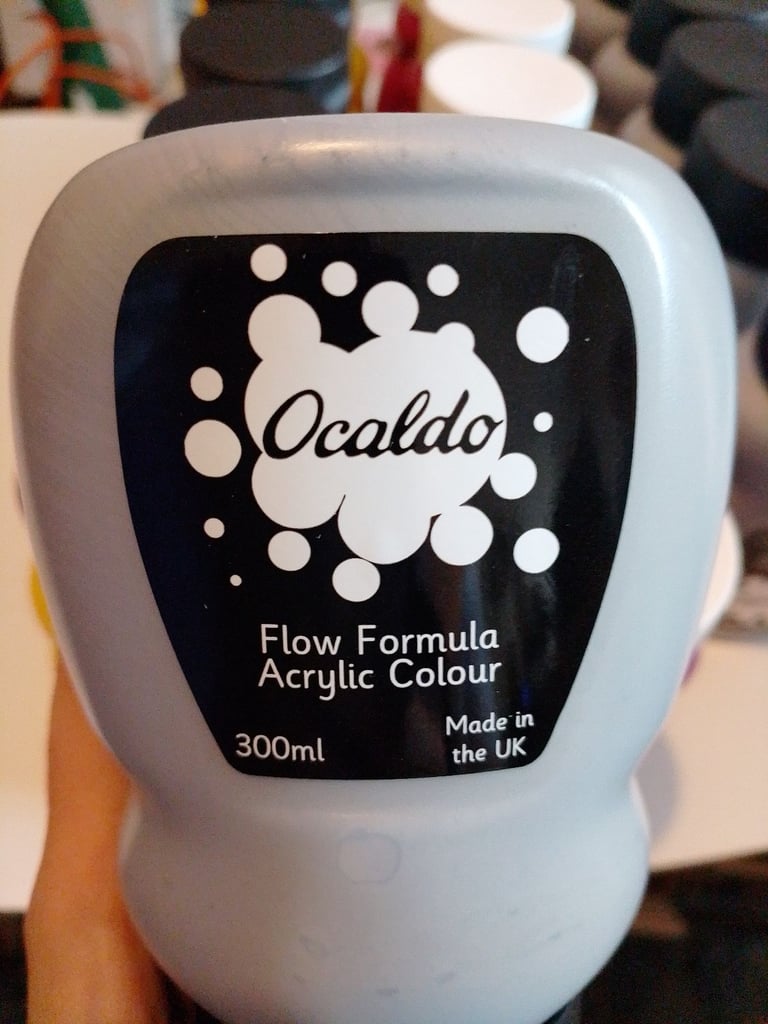 Ocaldo
Flow Formula
Acrylic Colour
300ml
Made in
the UK